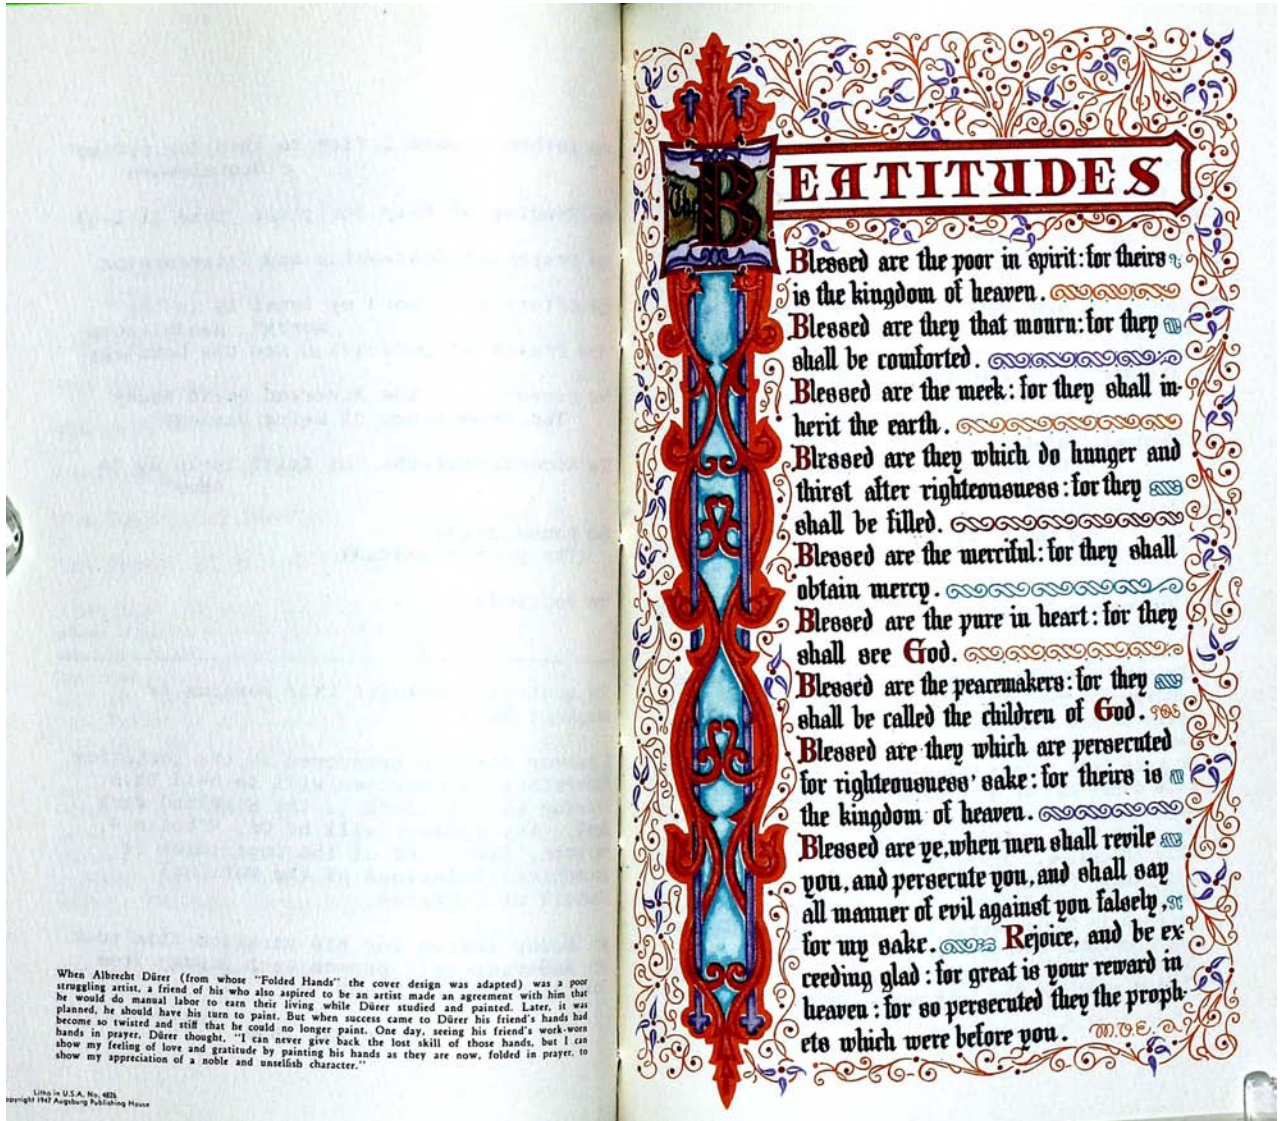 When Albrecht Dürer (from whose "Folded Hands" the cover design was adapted) was a poor
struggling artist, a friend of his who also aspired to be an artist made an agreement with him that
he would do manual labor to earn their living while Dürer studied and painted. Later, it was
planned, he should have his turn to paint. But when success came to Dürer his friend's hands had
become so twisted and stiff that he could no longer paint. One day, seeing his friend's work-worn
hands in prayer, Dürer thought, "I can never give back the lost skill of those hands, but I can
show my feeling of love and gratitude by painting his hands as they are now, folded in prayer, to
show my appreciation of a noble and unselfish character."
Litho in U.S.A. No. 4826
opyright 1947 Augsburg Publishing House
The BEATITUDES
Blessed are the poor in spirit: for theirs
is the kingdom of heaven.
Blessed are they that mourn: for they
shall be comforted.
Blessed are the meek: for they shall in-
herit the earth.
Blessed are they which do hunger and
thirst after righteousness: for they
shall be filled.
Blessed are the merciful: for they shall
obtain mercy.
Blessed are the pure in heart: for they
shall see God.
Blessed are the peacemakers: for they
shall be called the children of God.
Blessed are they which are persecuted
for righteousness' sake: for theirs is
the kingdom of heaven.
Blessed are ye, when men shall revile
you, and persecute you, and shall say
all manner of evil against you falsely,
for my sake. Rejoice, and be ex-
ceeding glad: for great is your reward in
heaven: for so persecuted they the proph-
ets which were before you. M.O.E.